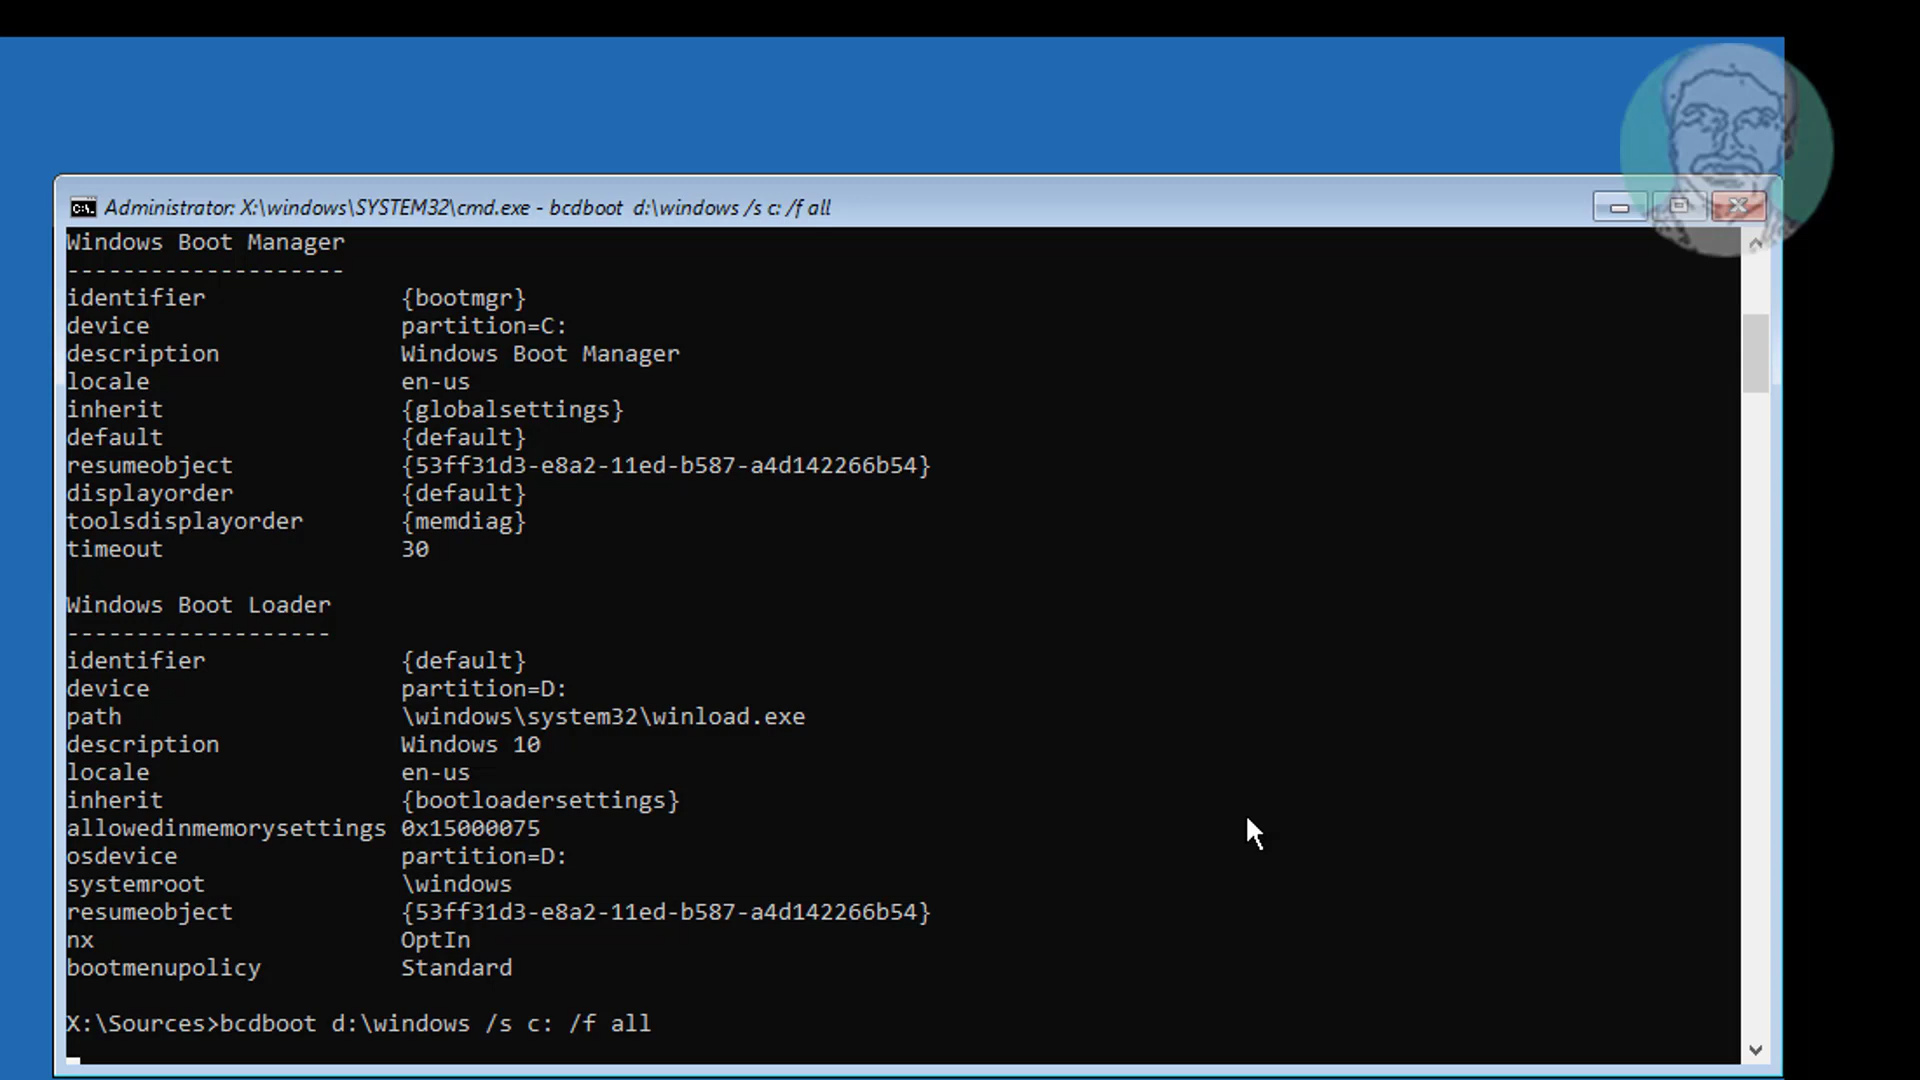 Administrator: X:\windows\SYSTEM32\cmd.exe - bcdboot  d:\windows /s c: /f all
Windows Boot Manager
--------------------
identifier              {bootmgr}
device                  partition=C:
description             Windows Boot Manager
locale                  en-us
inherit                 {globalsettings}
default                 {default}
resumeobject            {53ff31d3-e8a2-11ed-b587-a4d142266b54}
displayorder            {default}
toolsdisplayorder       {memdiag}
timeout                 30
Windows Boot Loader
-------------------
identifier              {default}
device                  partition=D:
path                    \windows\system32\winload.exe
description             Windows 10
locale                  en-us
inherit                 {bootloadersettings}
allowedinmemorysettings 0x15000075
osdevice                partition=D:
systemroot              \windows
resumeobject            {53ff31d3-e8a2-11ed-b587-a4d142266b54}
nx                      OptIn
bootmenupolicy          Standard
X:\Sources>bcdboot d:\windows /s c: /f all